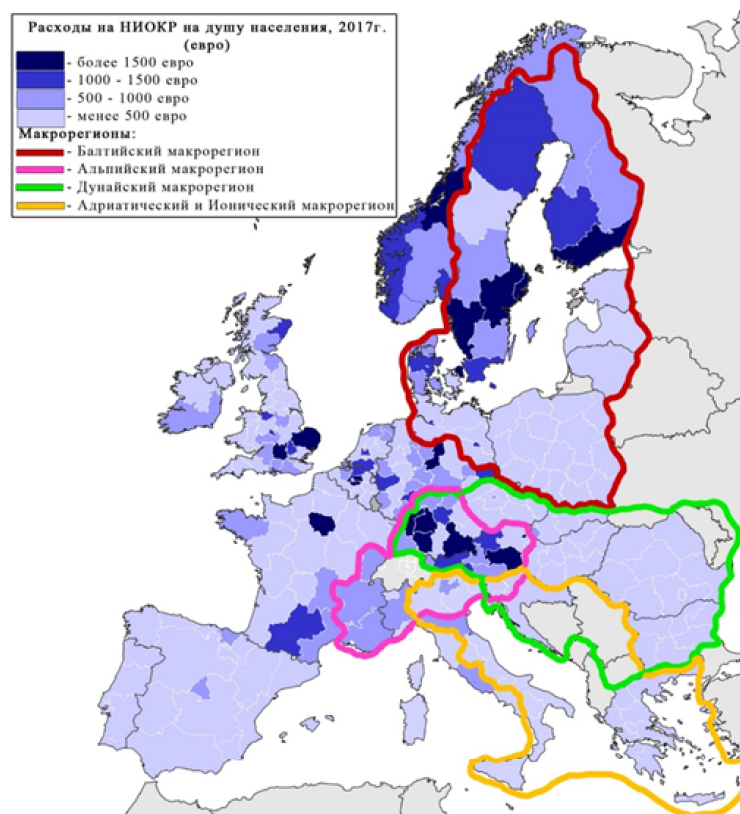 Расходы на НИОКР на душу населения, 2017г.
(евро)
- более 1500 евро
- 1000 - 1500 евро
- 500 - 1000 евро
- менее 500 евро
Макрорегионы:
- Балтийский макрорегион
- Альпийский макрорегион
- Дунайский макрорегион
- Адриатический и Ионический макрорегион